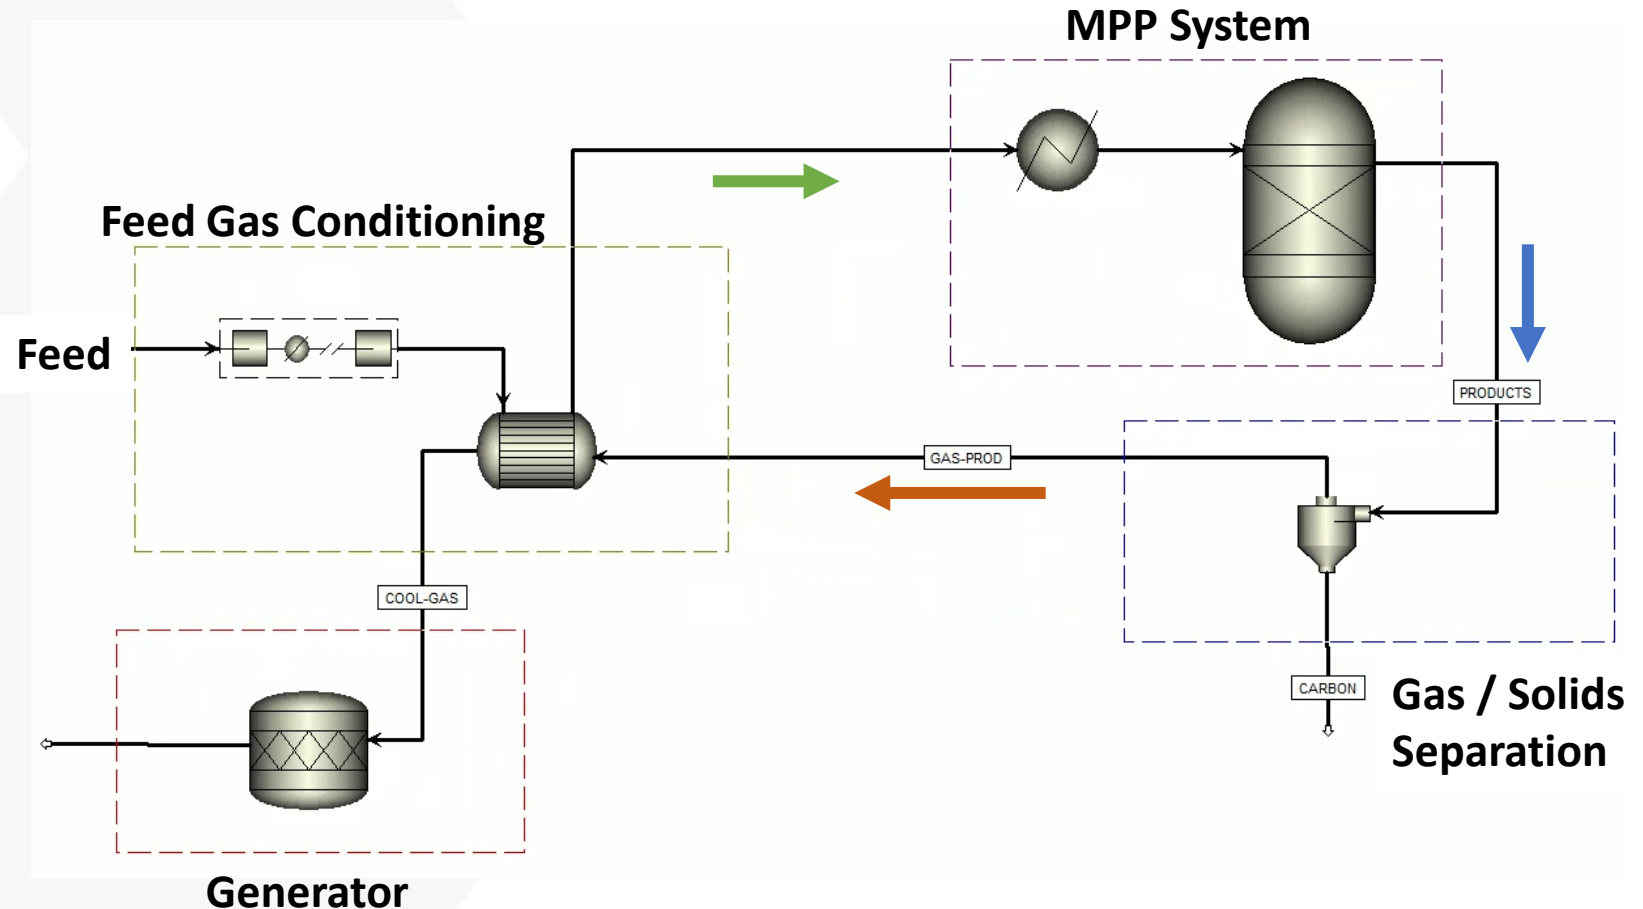 MPP System
Feed Gas Conditioning
Feed
PRODUCTS
GAS-PROD
COOL-GAS
CARBON
Gas / Solids
Separation
Generator